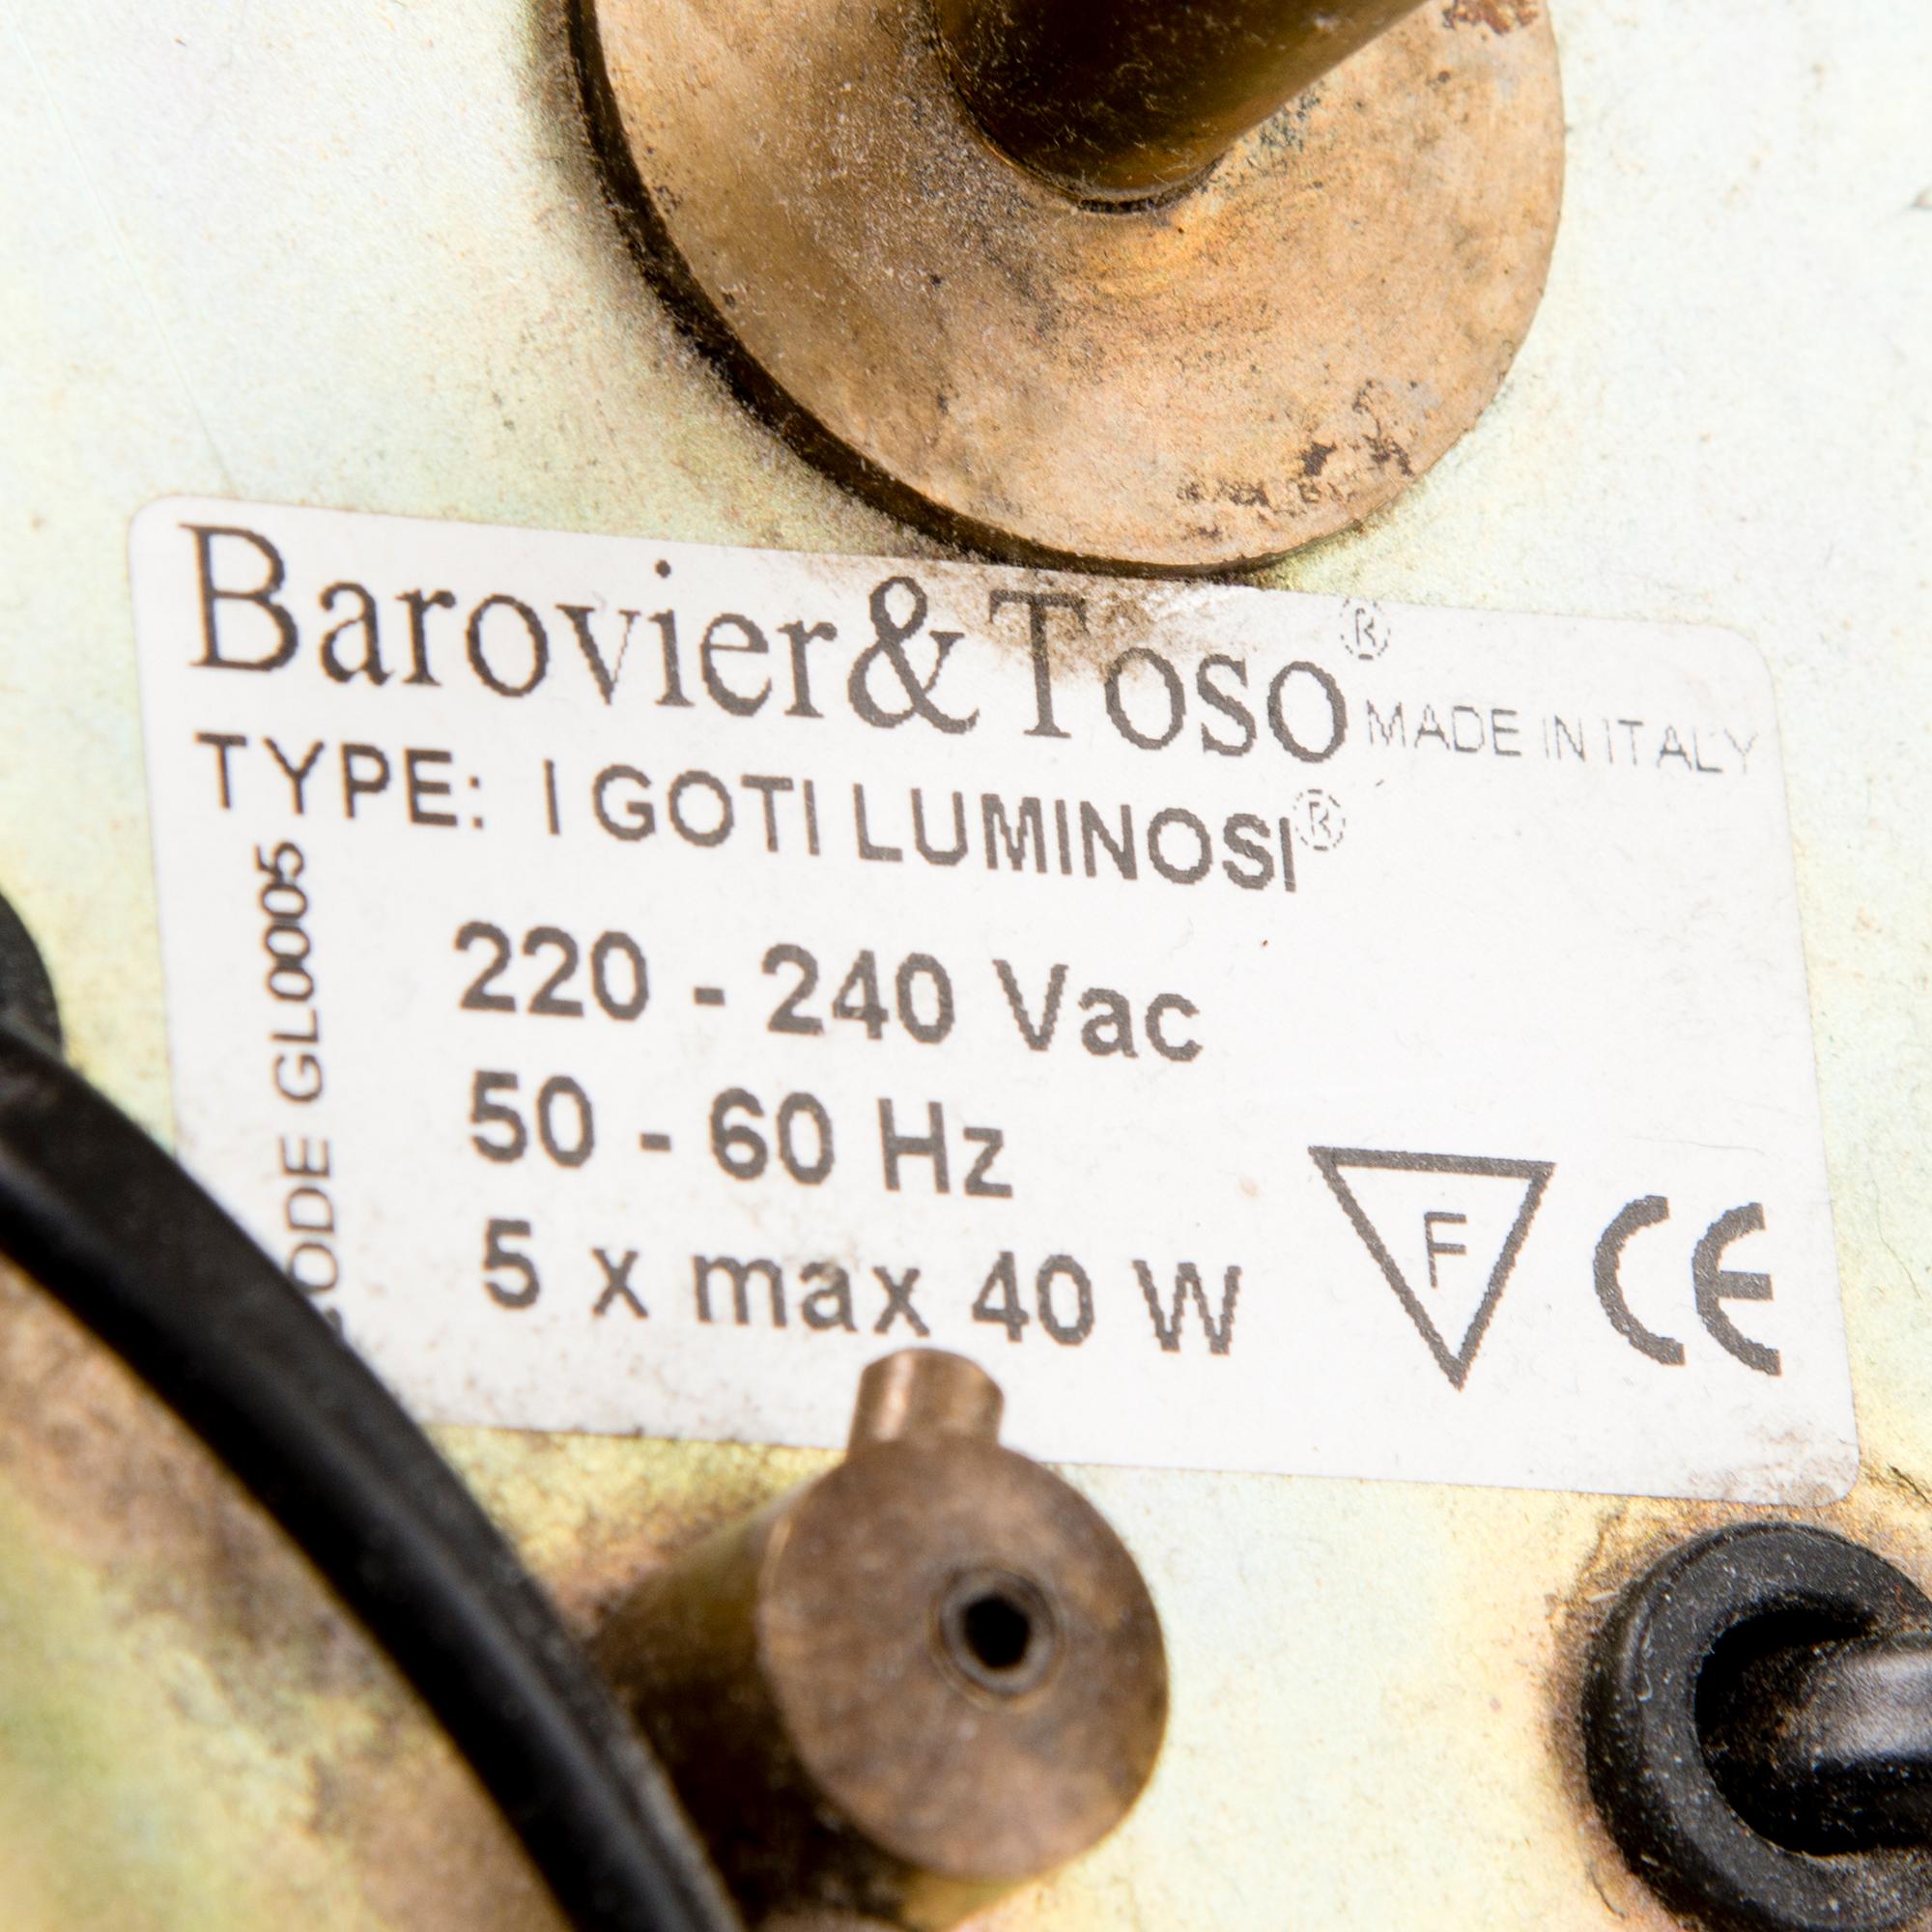 Barovier&Toso® MADE IN ITALY
TYPE: I GOTI LUMINOSI®
CODE GL0005
220 - 240 Vac
50 - 60 Hz
5 x max 40 W
F CE